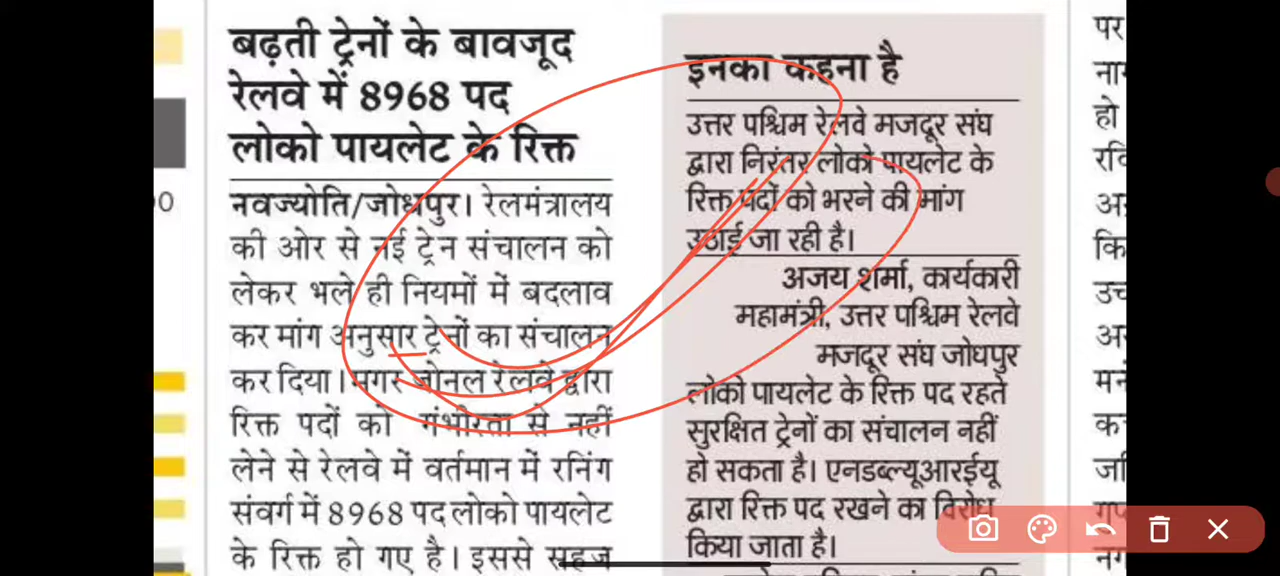 बढ़ती ट्रेनों के बावजूद
रेलवे में 8968 पद
लोको पायलेट के रिक्त
नवज्योति/जोधपुर। रेलमंत्रालय
की ओर से नई ट्रेन संचालन को
लेकर भले ही नियमों में बदलाव
कर मांग अनुसार ट्रेनों का संचालन
कर दिया। मगर जोनल रेलवे द्वारा
रिक्त पदों को गंभीरता से नहीं
लेने से रेलवे में वर्तमान में रनिंग
संवर्ग में 8968 पद लोको पायलेट
के रिक्त हो गए है। इससे सहज
इनका कहना है
उत्तर पश्चिम रेलवे मजदूर संघ
द्वारा निरंतर लोको पायलेट के
रिक्त पदों को भरने की मांग
उठाई जा रही है।
अजय शर्मा, कार्यकारी
महामंत्री, उत्तर पश्चिम रेलवे
मजदूर संघ जोधपुर
लोको पायलेट के रिक्त पद रहते
सुरक्षित ट्रेनों का संचालन नहीं
हो सकता है। एनडब्ल्यूआरईयू
द्वारा रिक्त पद रखने का विरोध
किया जाता है।
पर
हो